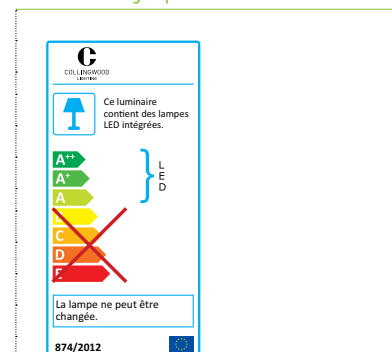 COLLINGWOOD
LIGHTING
Ce luminaire
contient des lampes
LED intégrées.
A++
A+
A
C
D
L
E
D
La lampe ne peut être
changée.
874/2012